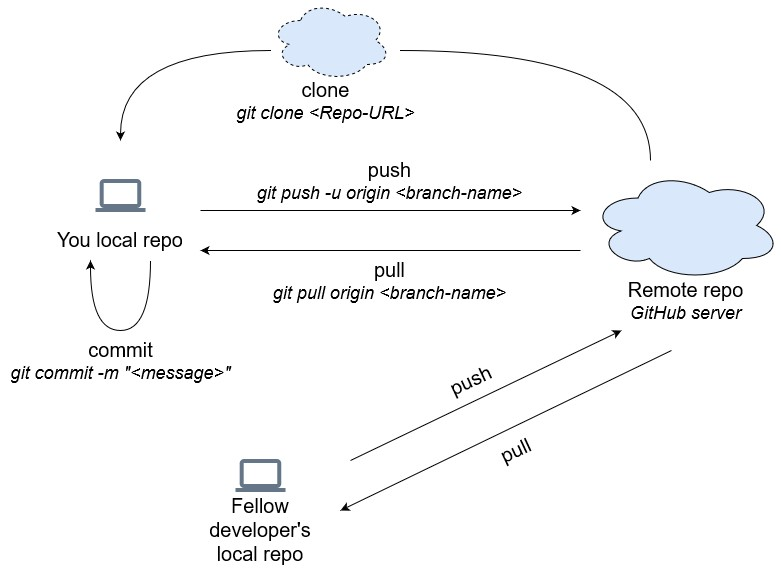 clone
git clone <Repo-URL>
push
git push -u origin <branch-name>
You local repo
pull
git pull origin <branch-name>
Remote repo
GitHub server
commit
git commit -m "<message>"
push
pull
Fellow
developer's
local repo